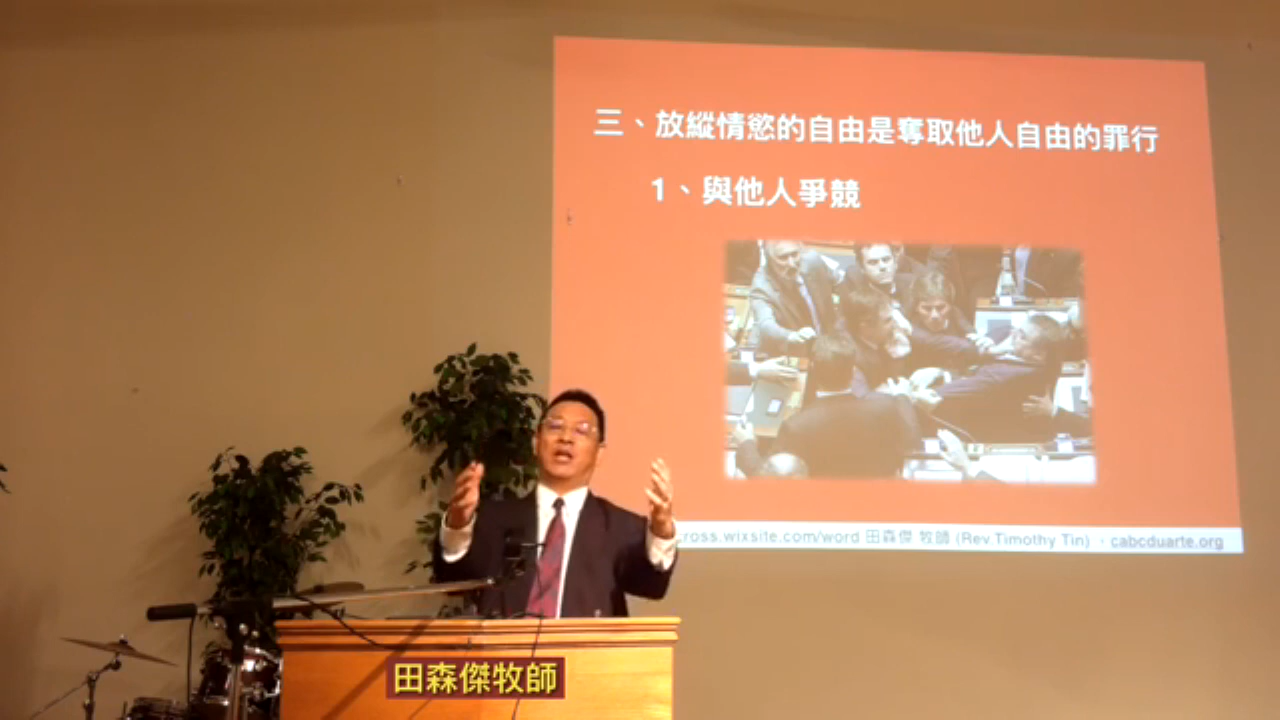 三、放縱情慾的自由是奪取他人自由的罪行
1、與他人爭競
cross.wixsite.com/word 田森傑 牧師 (Rev.Timothy Tin) ，cabcduarte.org
田森傑牧師